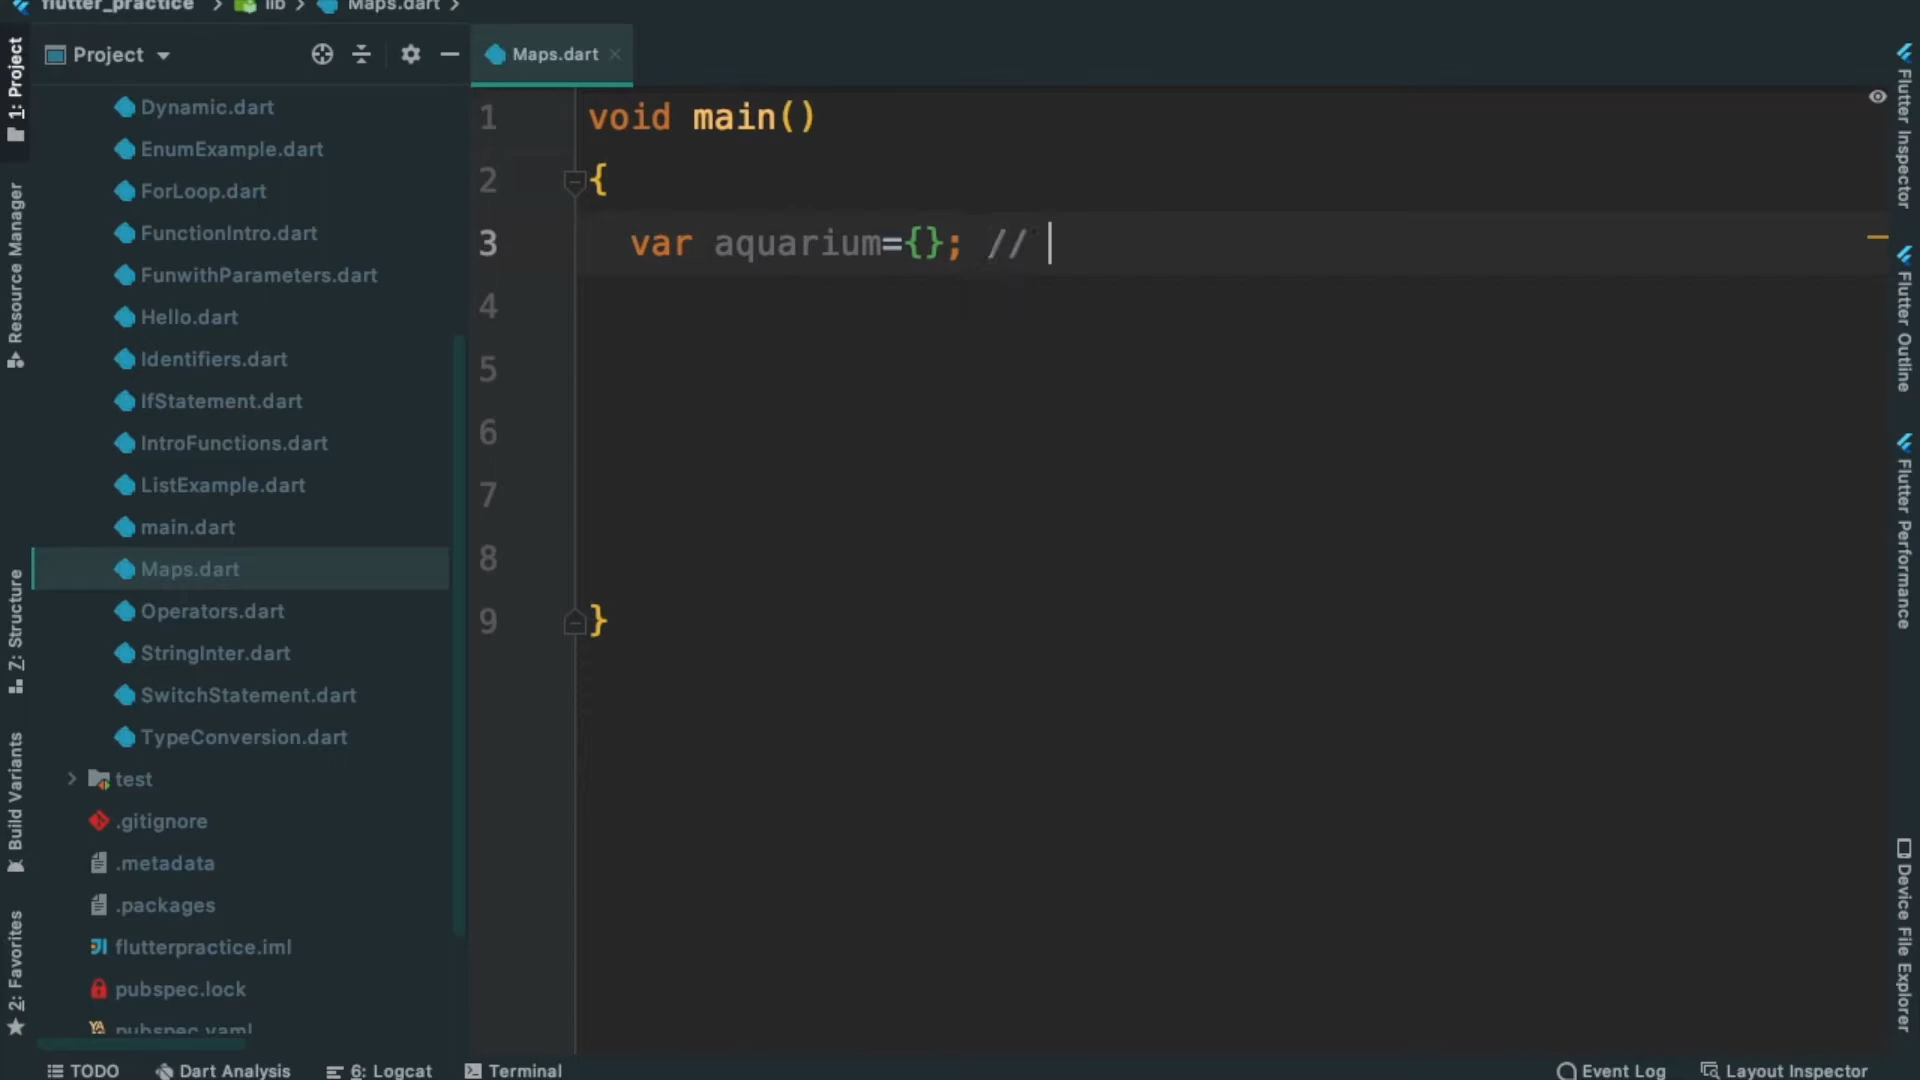 flutter_practice > lib > Maps.dart >
Project
Maps.dart
1: Project
Resource Manager
Z: Structure
Build Variants
2: Favorites
Dynamic.dart
EnumExample.dart
ForLoop.dart
FunctionIntro.dart
FunwithParameters.dart
Hello.dart
Identifiers.dart
IfStatement.dart
IntroFunctions.dart
ListExample.dart
main.dart
Maps.dart
Operators.dart
StringInter.dart
SwitchStatement.dart
TypeConversion.dart
test
.gitignore
.metadata
.packages
flutterpractice.iml
pubspec.lock
pubspec.yaml
1 void main()
2 {
3 var aquarium={}; //
4
5
6
7
8
9 }
Flutter Inspector
Flutter Outline
Flutter Performance
Device File Explorer
TODO
Dart Analysis
6: Logcat
Terminal
Event Log
Layout Inspector